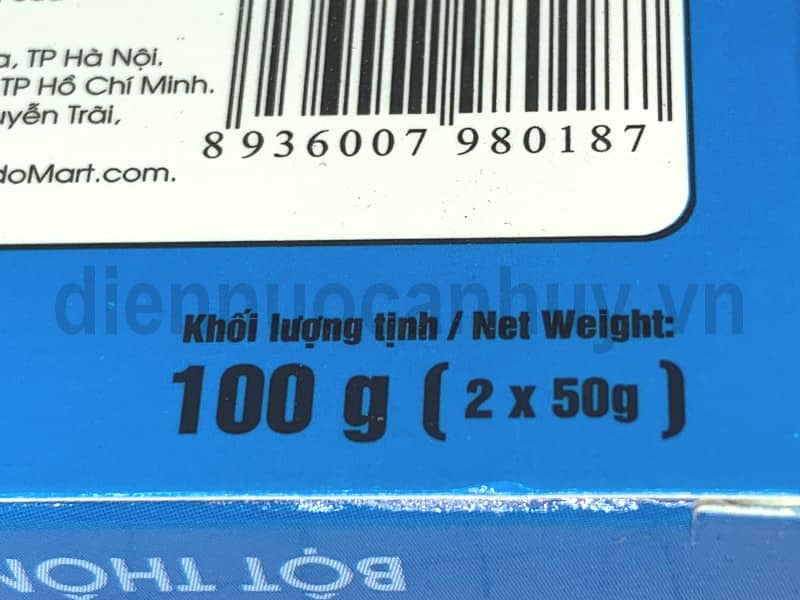 a, TP Hà Nội.
TP Hồ Chí Minh.
uyễn Trãi,
doMart.com.
8 936007 980187
diennuocanhuy.vn
Khối lượng tịnh / Net Weight:
100 g ( 2 x 50g )
BỘT THÔN